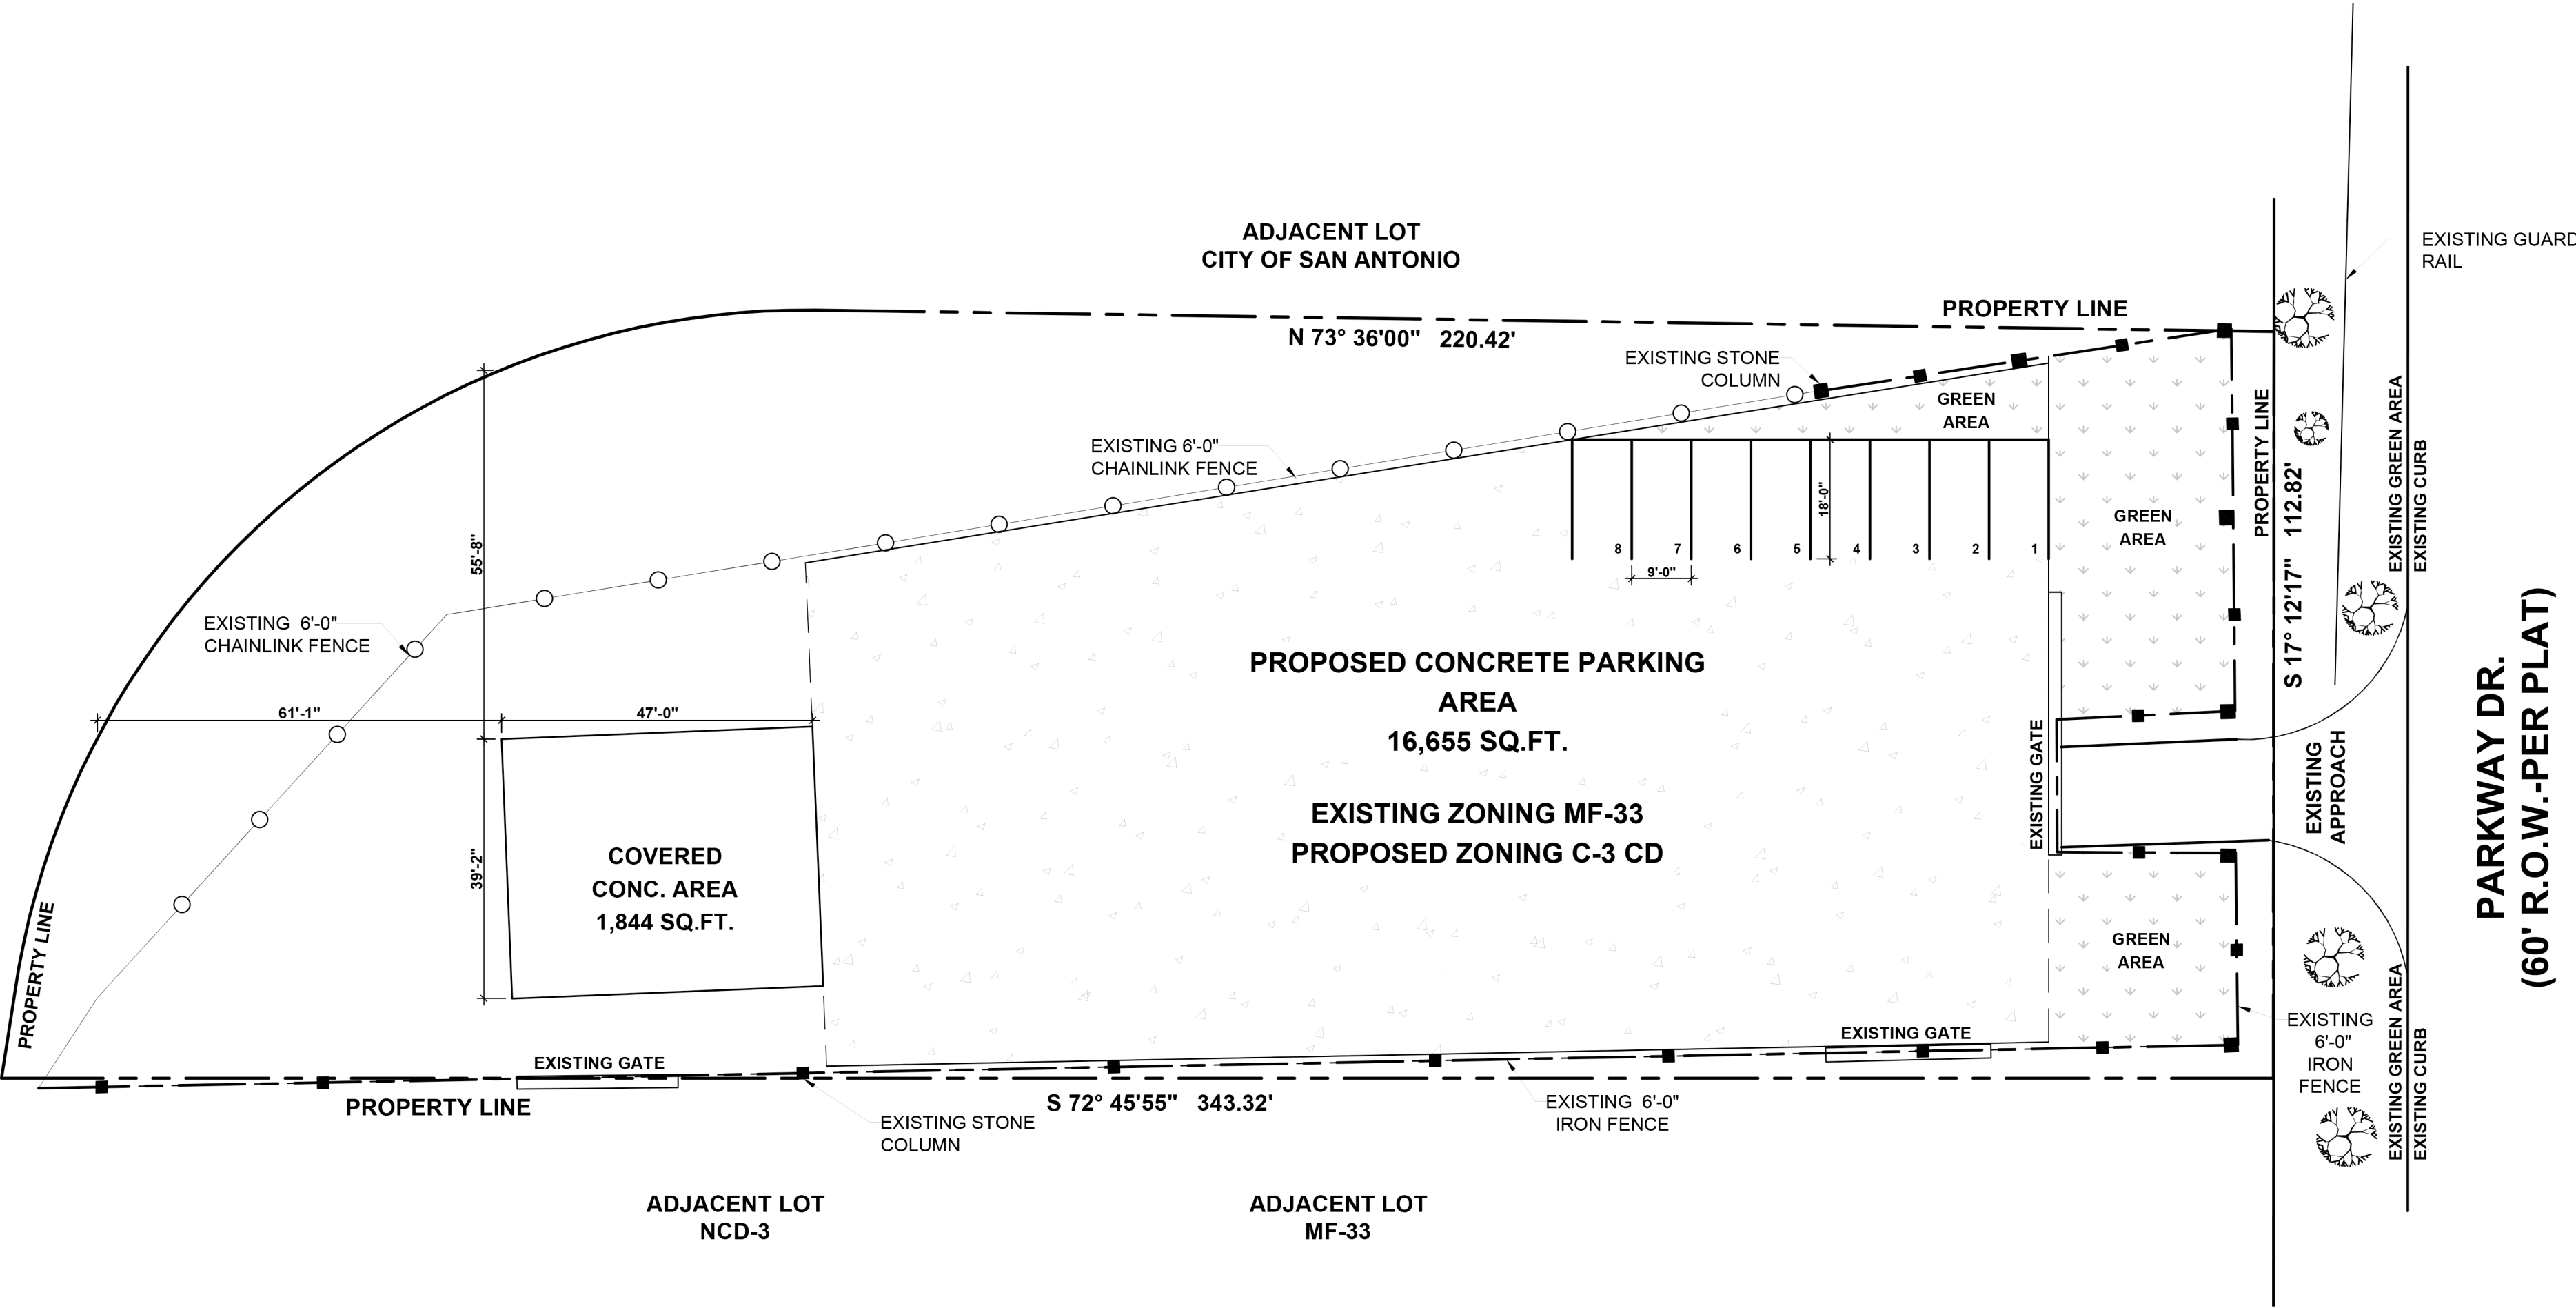 ADJACENT LOT
CITY OF SAN ANTONIO
EXISTING GUARD
RAIL
PROPERTY LINE
N 73° 36'00" 220.42'
EXISTING STONE
COLUMN
GREEN
AREA
EXISTING 6'-0"
CHAINLINK FENCE
18'-0"
8
7
6
5
4
3
2
1
9'-0"
GREEN
AREA
PROPERTY LINE
S 17° 12'17" 112.82'
EXISTING GREEN AREA
EXISTING CURB
55'-8"
EXISTING 6'-0"
CHAINLINK FENCE
61'-1"
47'-0"
PROPOSED CONCRETE PARKING
AREA
16,655 SQ.FT.
EXISTING ZONING MF-33
PROPOSED ZONING C-3 CD
EXISTING GATE
EXISTING
APPROACH
PARKWAY DR.
(60' R.O.W.-PER PLAT)
39'-2"
COVERED
CONC. AREA
1,844 SQ.FT.
PROPERTY LINE
GREEN
AREA
EXISTING GREEN AREA
EXISTING CURB
EXISTING
6'-0"
IRON
FENCE
EXISTING GATE
EXISTING GATE
PROPERTY LINE
S 72° 45'55" 343.32'
EXISTING STONE
COLUMN
EXISTING 6'-0"
IRON FENCE
ADJACENT LOT
NCD-3
ADJACENT LOT
MF-33